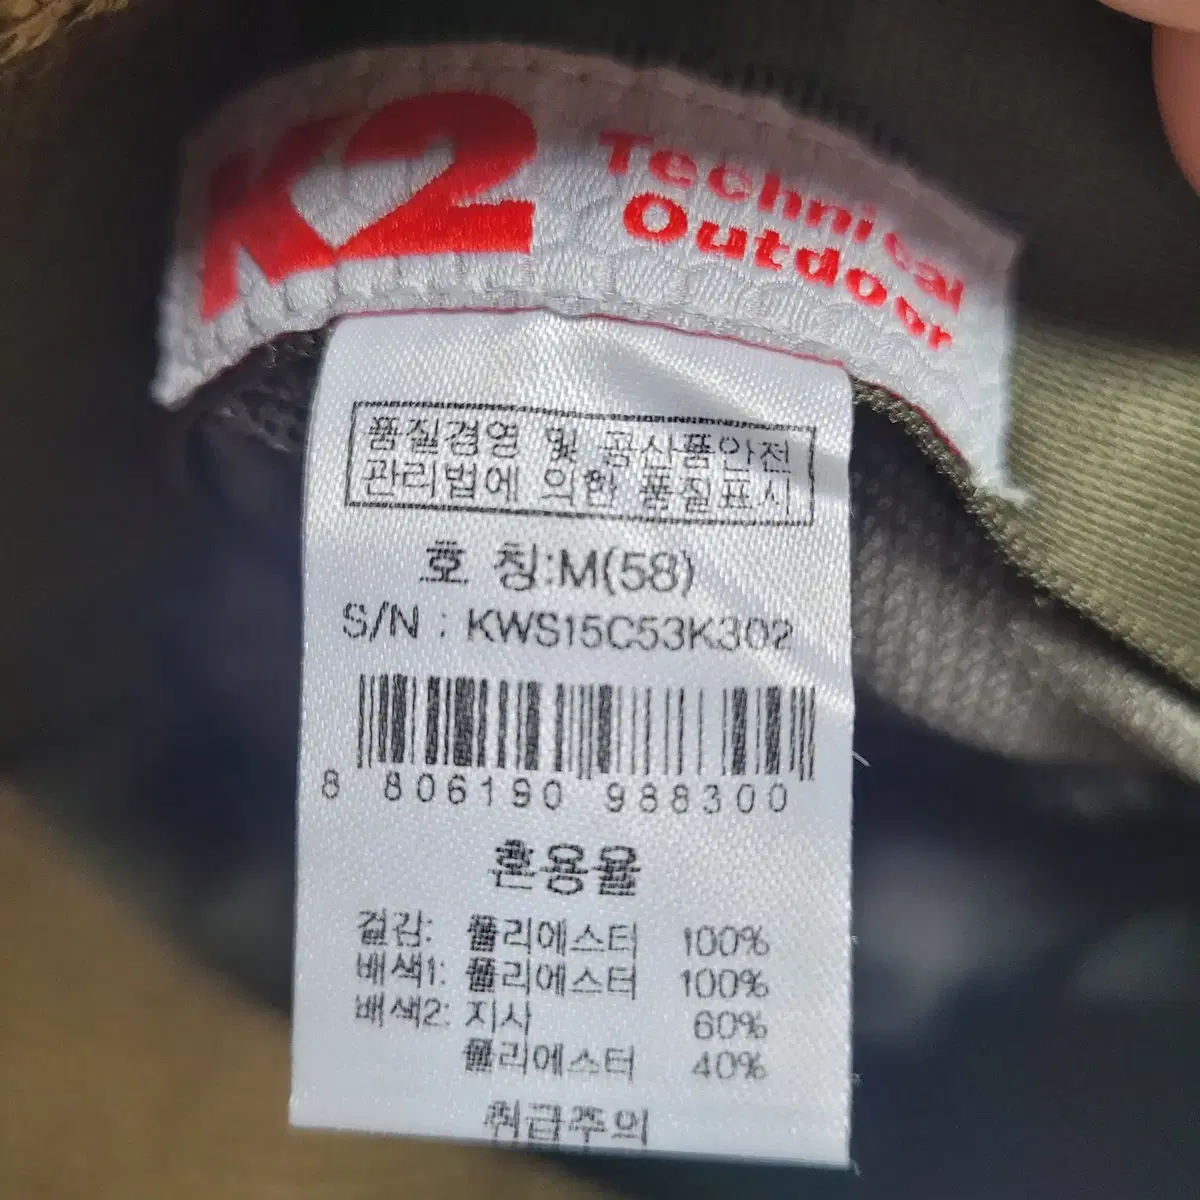 K2 Technical
Outdoor
품질경영 및 공산품안전
관리법에 의한 품질표시
호 칭:M(58)
S/N : KWS15C53K302
8 806190 988300
혼용율
겉감: 폴리에스터 100%
배색1: 폴리에스터 100%
배색2: 지사 60%
폴리에스터 40%
취급주의